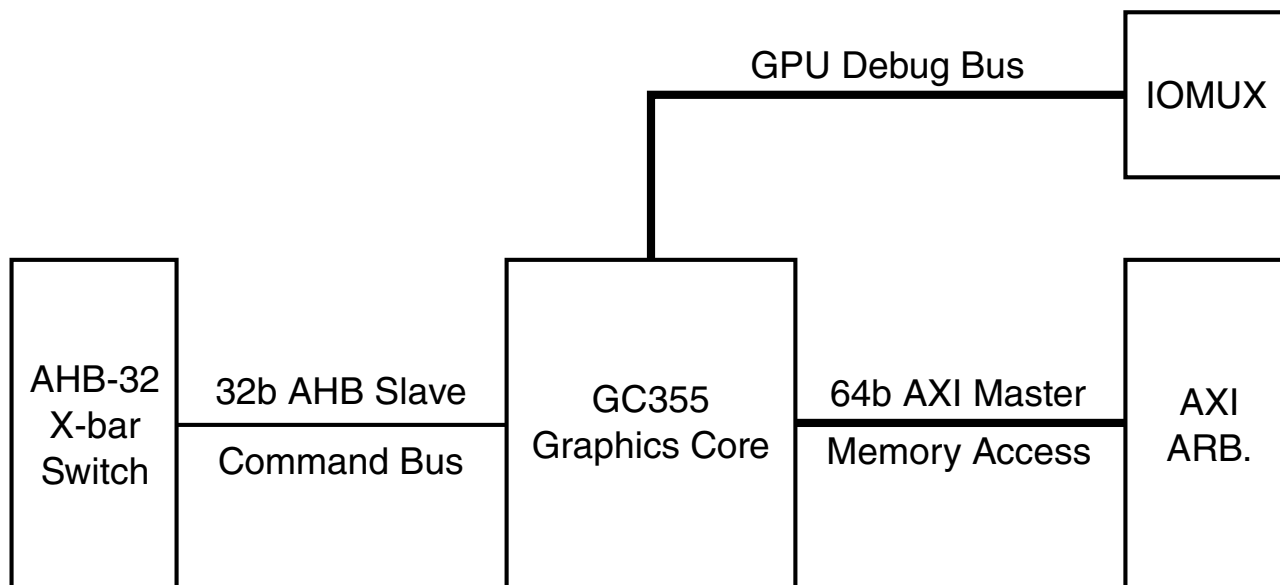 GPU Debug Bus
IOMUX
AHB-32
X-bar
Switch
32b AHB Slave
Command Bus
GC355
Graphics Core
64b AXI Master
Memory Access
AXI
ARB.